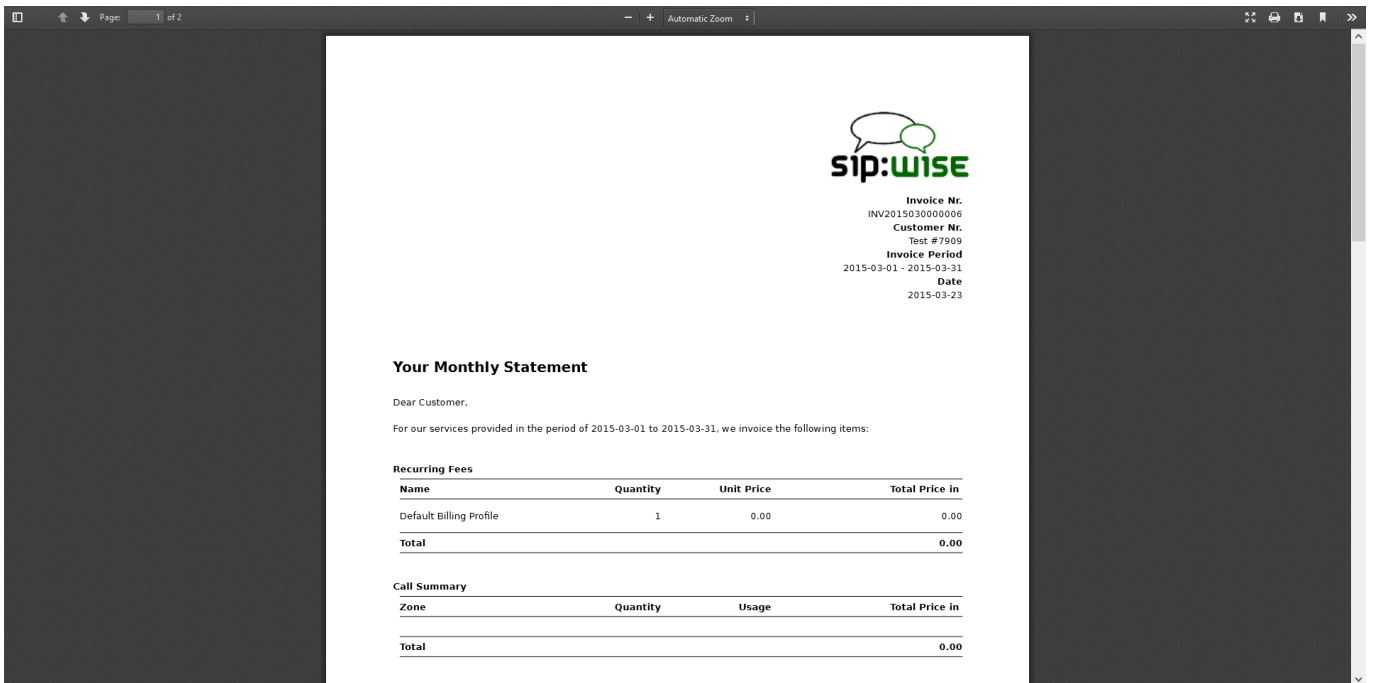 Page: 1 of 2 Automatic Zoom
sip:wise
Invoice Nr.
INV2015030000006
Customer Nr.
Test #7909
Invoice Period
2015-03-01 - 2015-03-31
Date
2015-03-23
Your Monthly Statement
Dear Customer,
For our services provided in the period of 2015-03-01 to 2015-03-31, we invoice the following items:
Recurring Fees
Name Quantity Unit Price Total Price in
Default Billing Profile 1 0.00 0.00
Total 0.00
Call Summary
Zone Quantity Usage Total Price in
Total 0.00